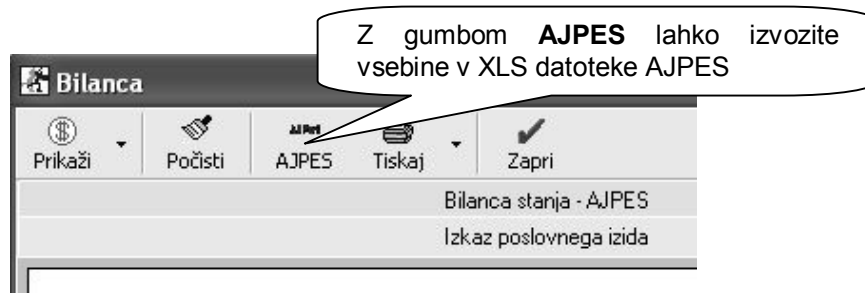 Z gumbom AJPES lahko izvozite
vsebine v XLS datoteke AJPES
Bilanca
Prikaži Počisti AJPES Tiskaj Zapri
Bilanca stanja - AJPES
Izkaz poslovnega izida